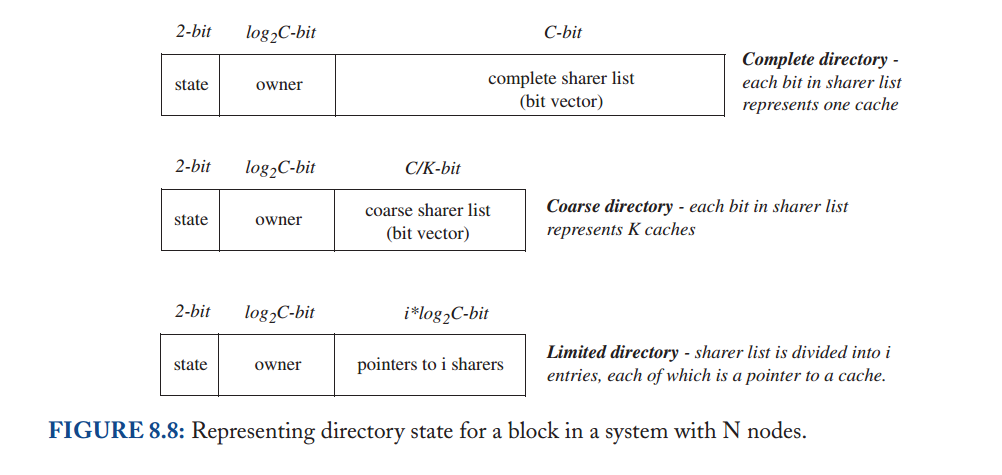 2-bit log₂C-bit C-bit
state owner complete sharer list
(bit vector)
Complete directory -
each bit in sharer list
represents one cache
2-bit log₂C-bit C/K-bit
state owner coarse sharer list
(bit vector)
Coarse directory - each bit in sharer list
represents K caches
2-bit log₂C-bit i*log₂C-bit
state owner pointers to i sharers
Limited directory - sharer list is divided into i
entries, each of which is a pointer to a cache.
FIGURE 8.8: Representing directory state for a block in a system with N nodes.